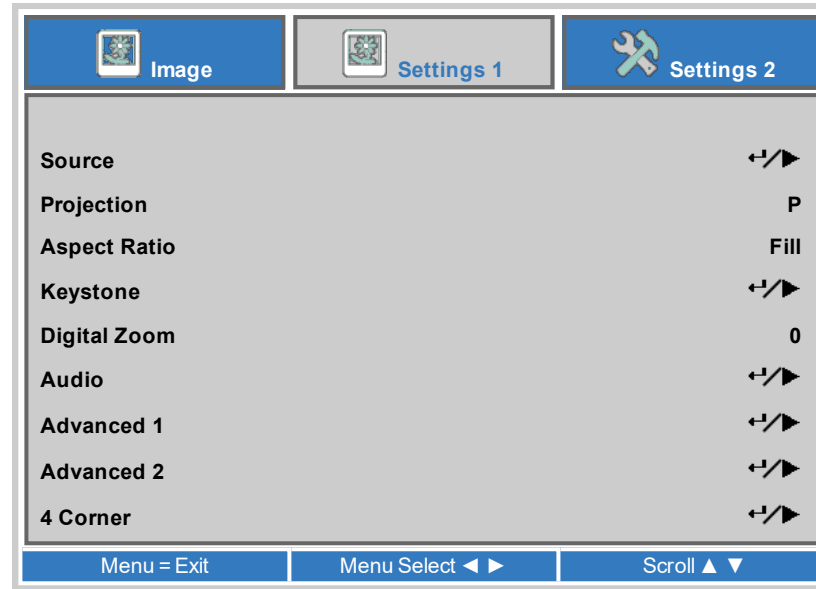 Image Settings 1 Settings 2
Source ↵/►
Projection P
Aspect Ratio Fill
Keystone ↵/►
Digital Zoom 0
Audio ↵/►
Advanced 1 ↵/►
Advanced 2 ↵/►
4 Corner ↵/►
Menu = Exit Menu Select ◄ ► Scroll ▲ ▼